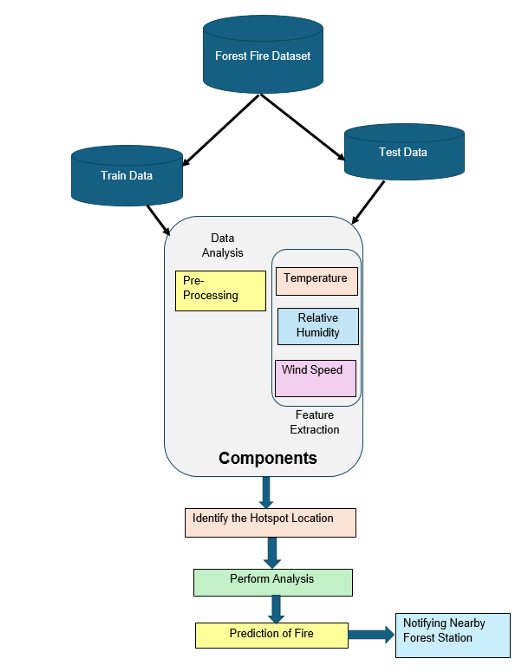 Forest Fire Dataset
Test Data
Train Data
Data
Analysis
Pre-
Processing
Temperature
Relative
Humidity
Wind Speed
Feature
Extraction
Components
Identify the Hotspot Location
Perform Analysis
Prediction of Fire
Notifying Nearby
Forest Station